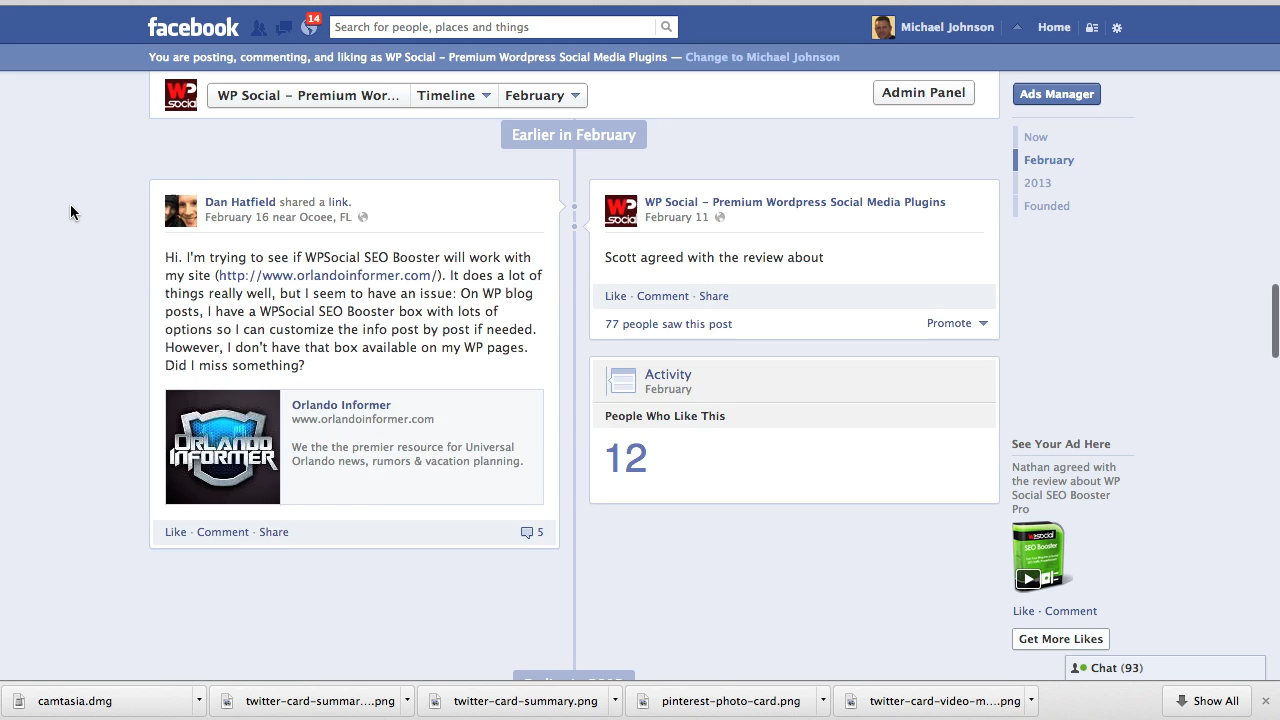 facebook
14
Search for people, places and things
Michael Johnson
Home
You are posting, commenting, and liking as WP Social – Premium Wordpress Social Media Plugins — Change to Michael Johnson
WP social
WP Social – Premium Wor...
Timeline
February
Admin Panel
Ads Manager
Earlier in February
Now
February
2013
Founded
Dan Hatfield shared a link.
February 16 near Ocoee, FL
Hi. I'm trying to see if WPSocial SEO Booster will work with
my site (http://www.orlandoinformer.com/). It does a lot of
things really well, but I seem to have an issue: On WP blog
posts, I have a WPSocial SEO Booster box with lots of
options so I can customize the info post by post if needed.
However, I don't have that box available on my WP pages.
Did I miss something?
ORLANDO
INFORMER
Orlando Informer
www.orlandoinformer.com
We the the premier resource for Universal
Orlando news, rumors & vacation planning.
Like · Comment · Share
5
WP social
WP Social – Premium Wordpress Social Media Plugins
February 11
Scott agreed with the review about
Like · Comment · Share
77 people saw this post
Promote
Activity
February
People Who Like This
12
See Your Ad Here
Nathan agreed with
the review about WP
Social SEO Booster
Pro
SEO Booster
Like · Comment
Get More Likes
Chat (93)
camtasia.dmg
twitter-card-summar....png
twitter-card-summary.png
pinterest-photo-card.png
twitter-card-video-m....png
Show All